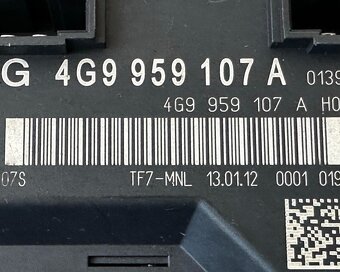 G 4G9 959 107 A 0139
4G9 959 107 A H0
07S TF7-MNL 13.01.12 0001 019